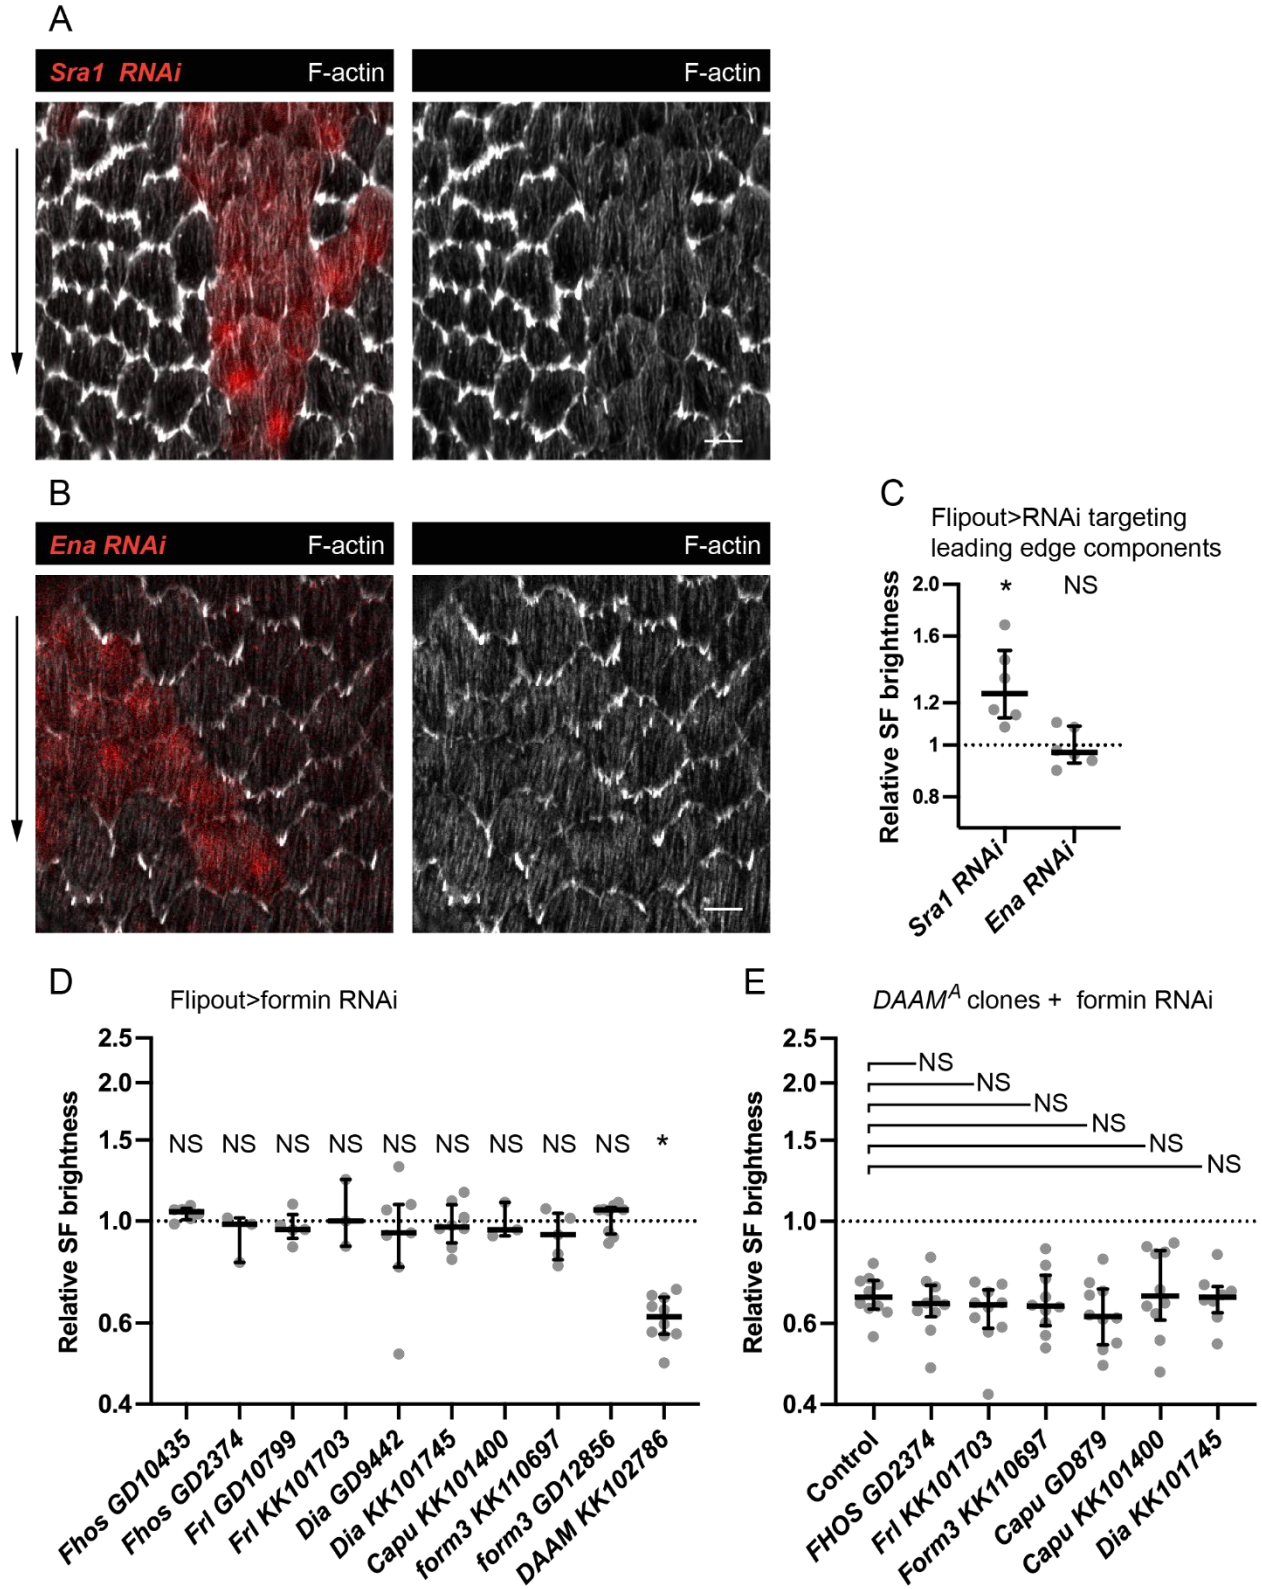 A
Sra1 RNAi F-actin F-actin
B
Ena RNAi F-actin F-actin
C
Flipout>RNAi targeting
leading edge components
Relative SF brightness
2.0
1.6
1.2
1
0.8
* NS
Sra1 RNAi
Ena RNAi
D
Flipout>formin RNAi
Relative SF brightness
2.5
2.0
1.5
1.0
0.6
0.4
NS NS NS NS NS NS NS NS NS *
Fhos GD10435
Fhos GD2374
Frl GD10799
Frl KK101703
Dia GD9442
Dia KK101745
Capu KK101400
form3 KK110697
form3 GD12856
DAAM KK102786
E
DAAM^A clones + formin RNAi
Relative SF brightness
2.5
2.0
1.5
1.0
0.6
0.4
NS
NS
NS
NS
NS
NS
Control
FHOS GD2374
Frl KK101703
Form3 KK110697
Capu GD879
Capu KK101400
Dia KK101745